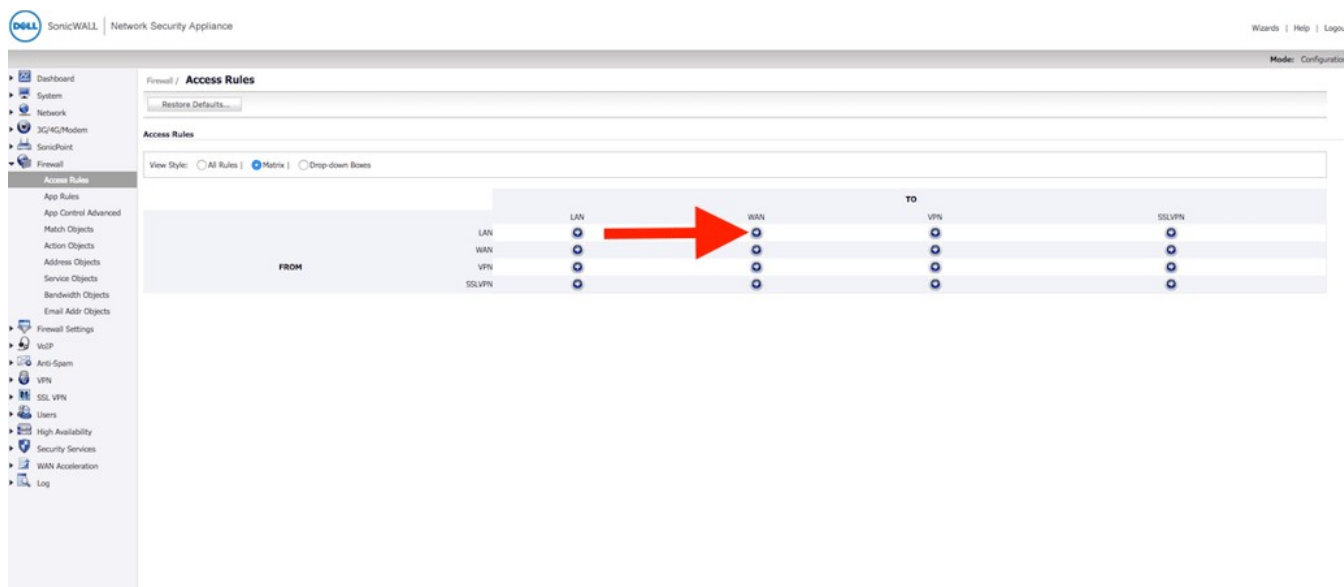 DELL SonicWALL | Network Security Appliance
Wizards | Help | Logou
Mode: Configuration
Dashboard
System
Network
3G/4G/Modem
SonicPoint
Firewall
Access Rules
App Rules
App Control Advanced
Match Objects
Action Objects
Address Objects
Service Objects
Bandwidth Objects
Email Addr Objects
Firewall Settings
VoIP
Anti-Spam
VPN
SSL VPN
Users
High Availability
Security Services
WAN Acceleration
Log
Firewall / Access Rules
Restore Defaults...
Access Rules
View Style: All Rules | Matrix | Drop-down Boxes
TO
LAN WAN VPN SSLVPN
FROM
LAN
WAN
VPN
SSLVPN